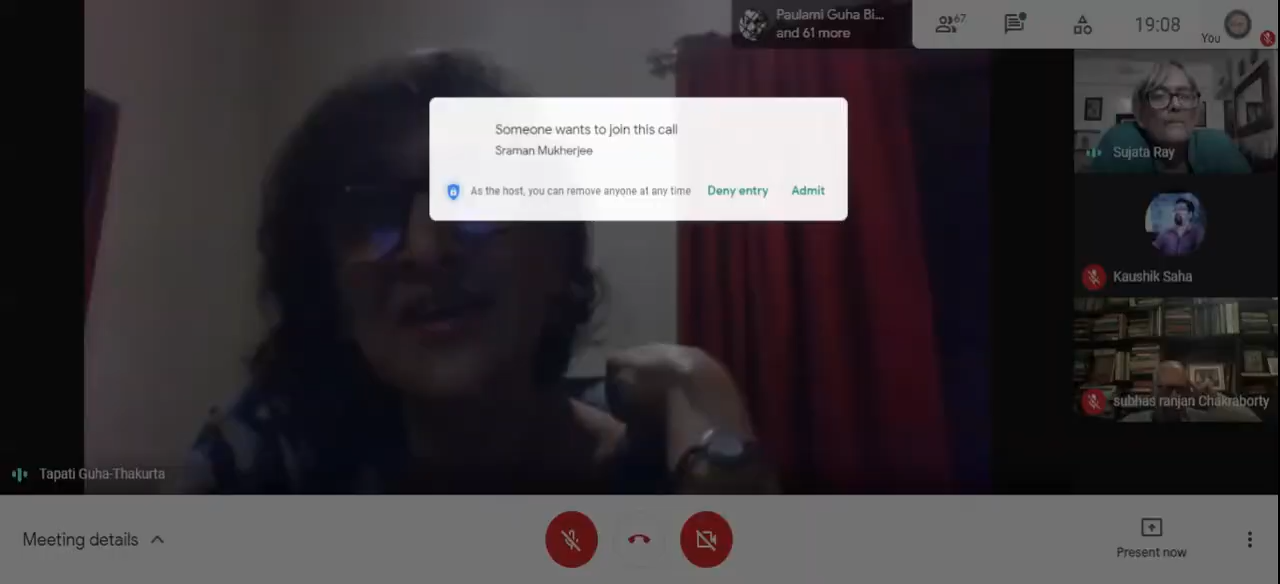 Paulami Guha Bi...
and 61 more
67
19:08
You
Someone wants to join this call
Sraman Mukherjee
As the host, you can remove anyone at any time
Deny entry
Admit
Sujata Ray
Kaushik Saha
subhas ranjan Chakraborty
Tapati Guha-Thakurta
Meeting details
Present now